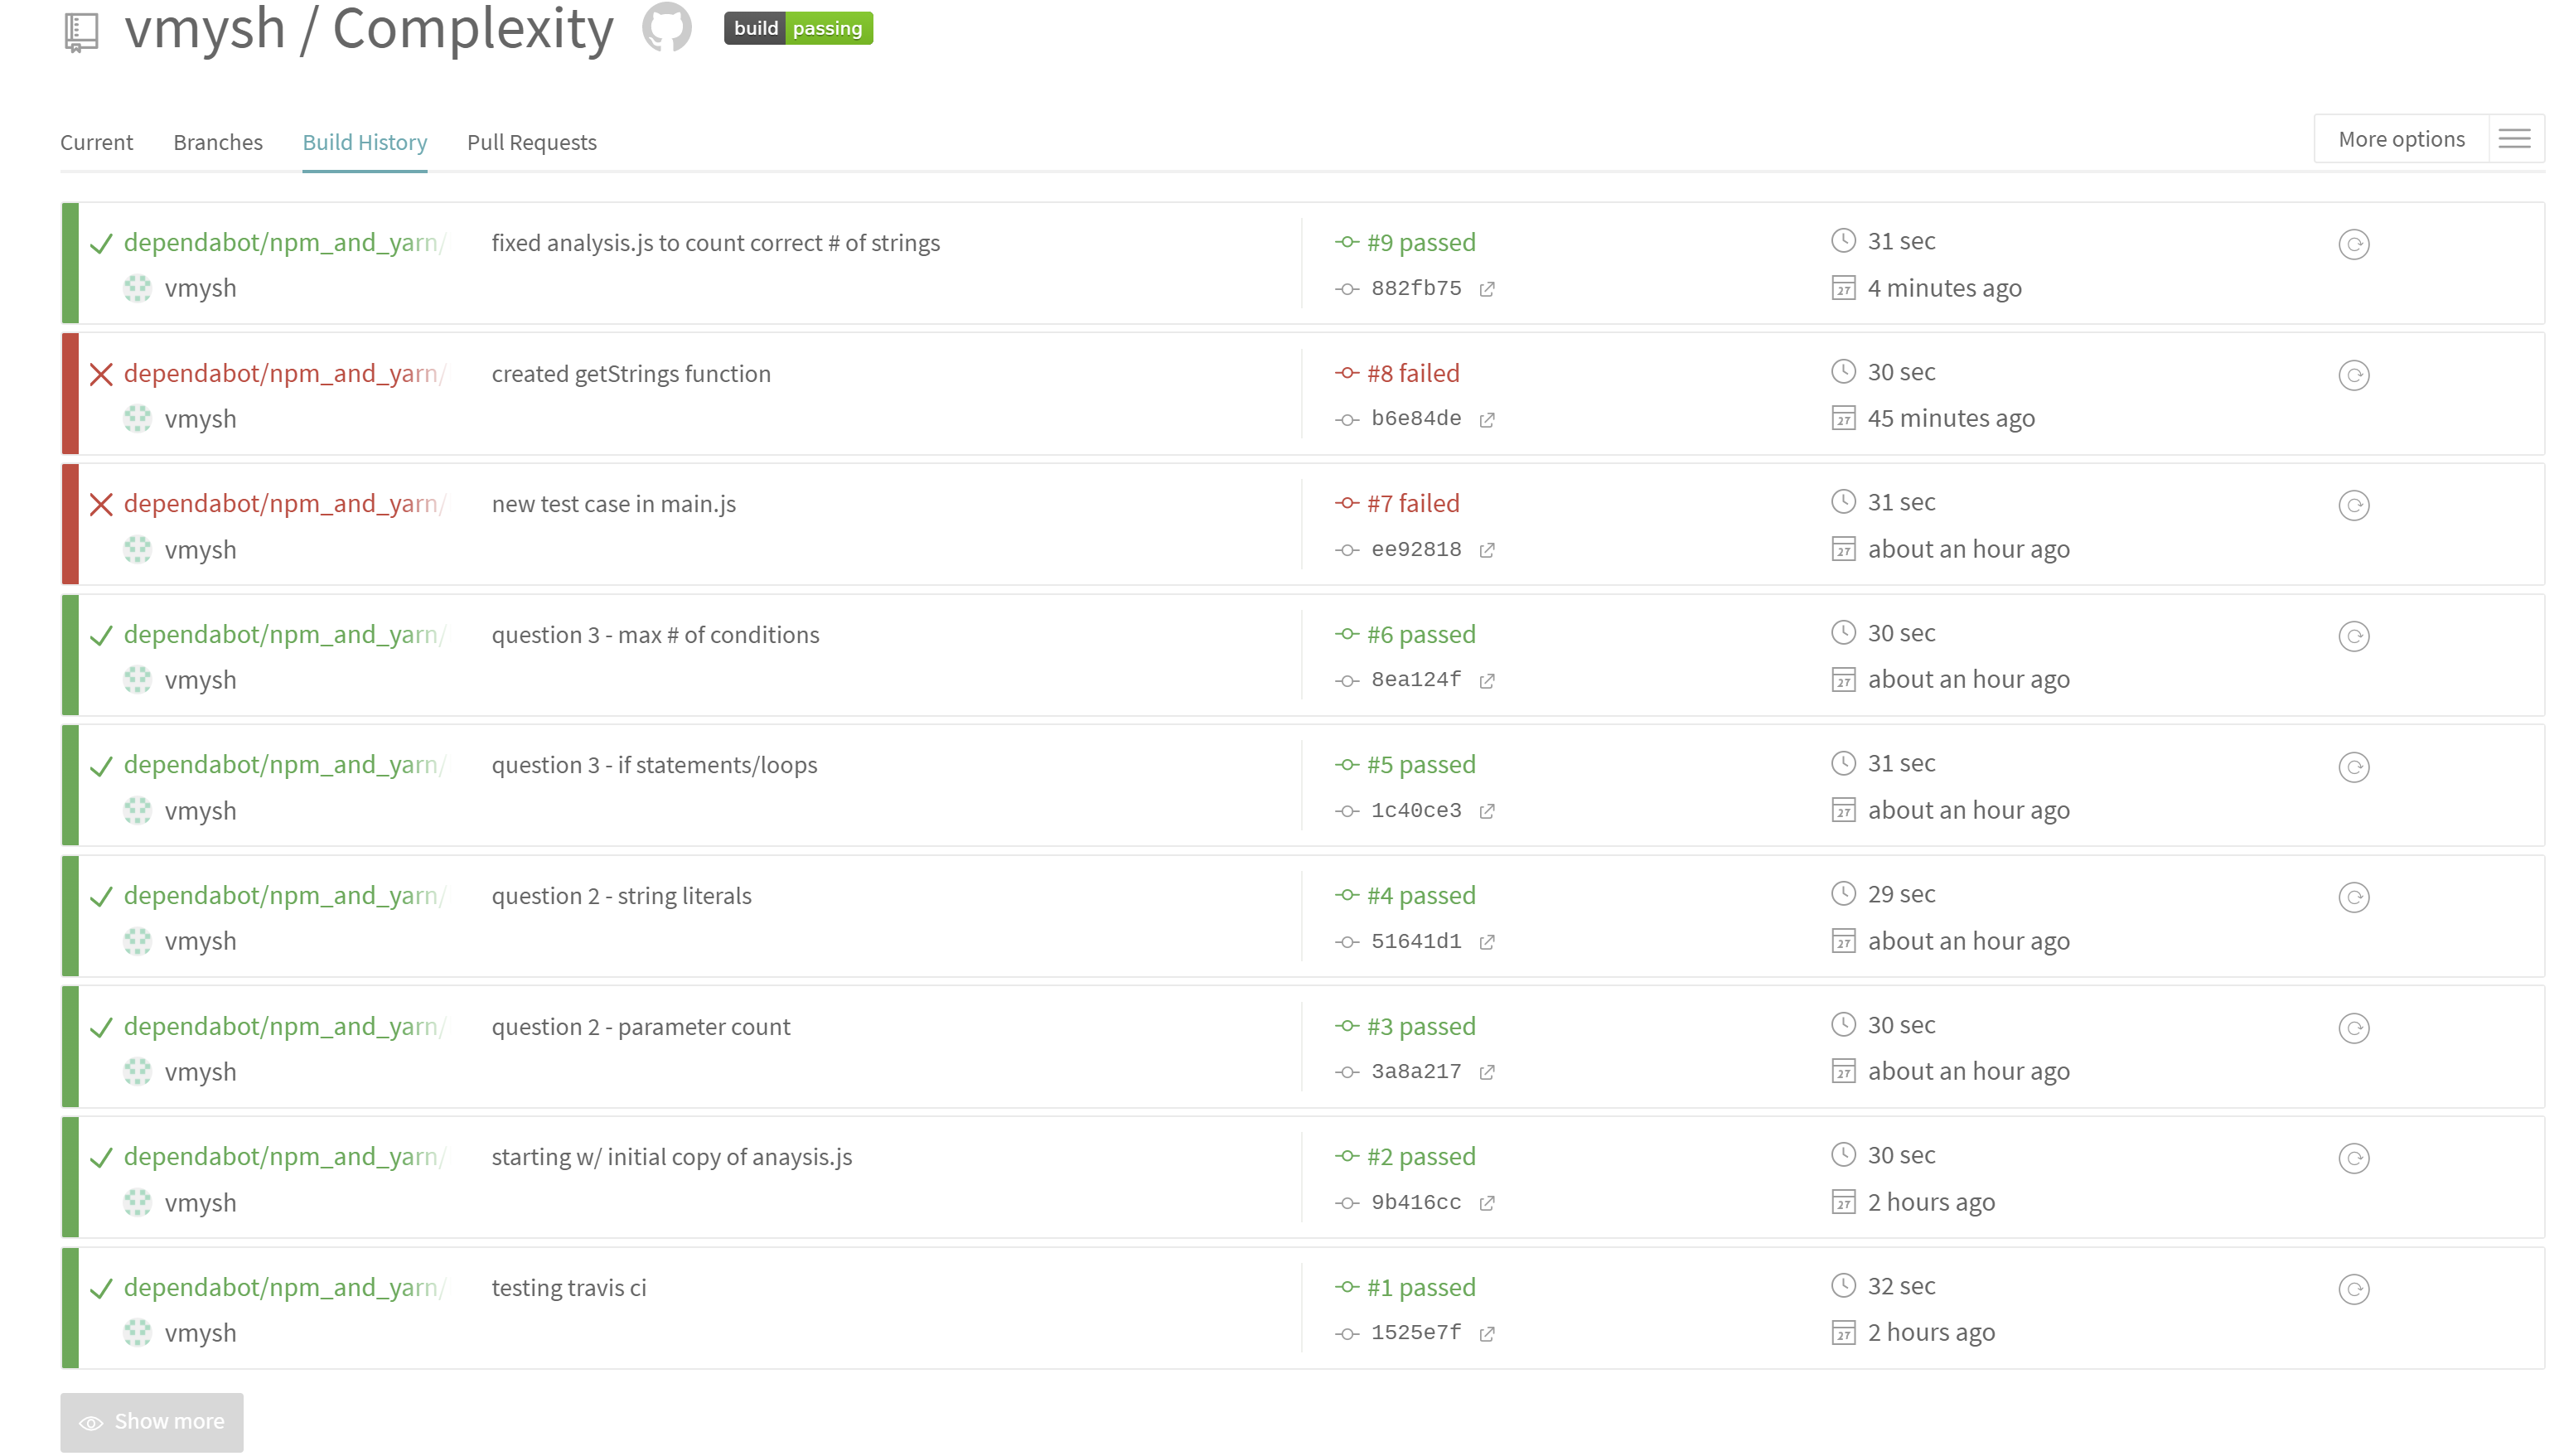 vmysh / Complexity build passing
Current Branches Build History Pull Requests More options
dependabot/npm_and_yarn/ fixed analysis.js to count correct # of strings #9 passed 31 sec
vmysh 882fb75 4 minutes ago
dependabot/npm_and_yarn/ created getStrings function #8 failed 30 sec
vmysh b6e84de 45 minutes ago
dependabot/npm_and_yarn/ new test case in main.js #7 failed 31 sec
vmysh ee92818 about an hour ago
dependabot/npm_and_yarn/ question 3 - max # of conditions #6 passed 30 sec
vmysh 8ea124f about an hour ago
dependabot/npm_and_yarn/ question 3 - if statements/loops #5 passed 31 sec
vmysh 1c40ce3 about an hour ago
dependabot/npm_and_yarn/ question 2 - string literals #4 passed 29 sec
vmysh 51641d1 about an hour ago
dependabot/npm_and_yarn/ question 2 - parameter count #3 passed 30 sec
vmysh 3a8a217 about an hour ago
dependabot/npm_and_yarn/ starting w/ initial copy of anaysis.js #2 passed 30 sec
vmysh 9b416cc 2 hours ago
dependabot/npm_and_yarn/ testing travis ci #1 passed 32 sec
vmysh 1525e7f 2 hours ago
Show more